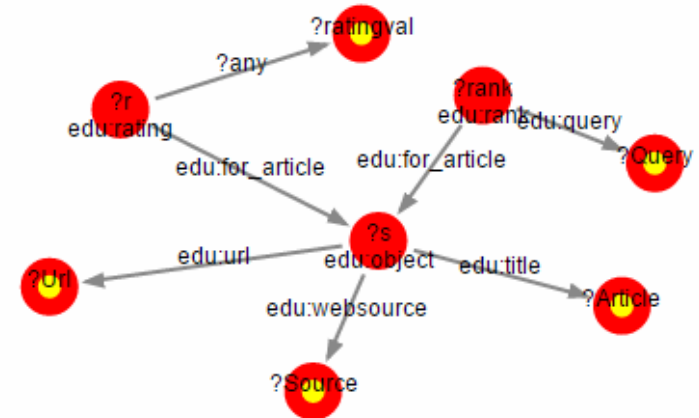 ?ratingval
?any
?rank
edu:rank
?r
edu:rating
edu:query
?Query
edu:for_article
edu:for_article
?s
edu:object
edu:url
edu:title
?Url
?Article
edu:websource
?Source